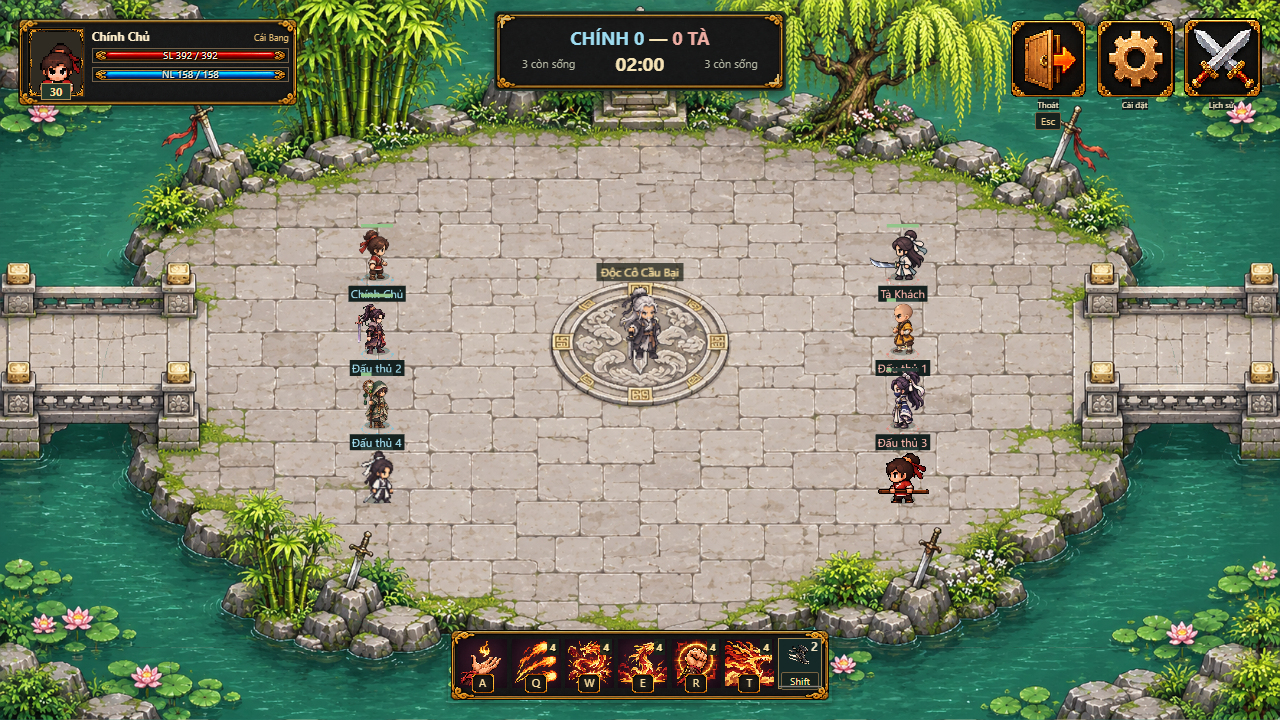 Chính Chủ
Cái Bang
SL 392 / 392
NL 158 / 158
30
CHÍNH 0 — 0 TÀ
3 còn sống
02:00
3 còn sống
Thoát
Cài đặt
Lịch sử
Esc
Độc Cô Cầu Bại
Chính Chủ
Tà Khách
Đấu thủ 2
Đấu thủ 1
Đấu thủ 4
Đấu thủ 3
4
4
4
4
4
2
A
Q
W
E
R
T
Shift